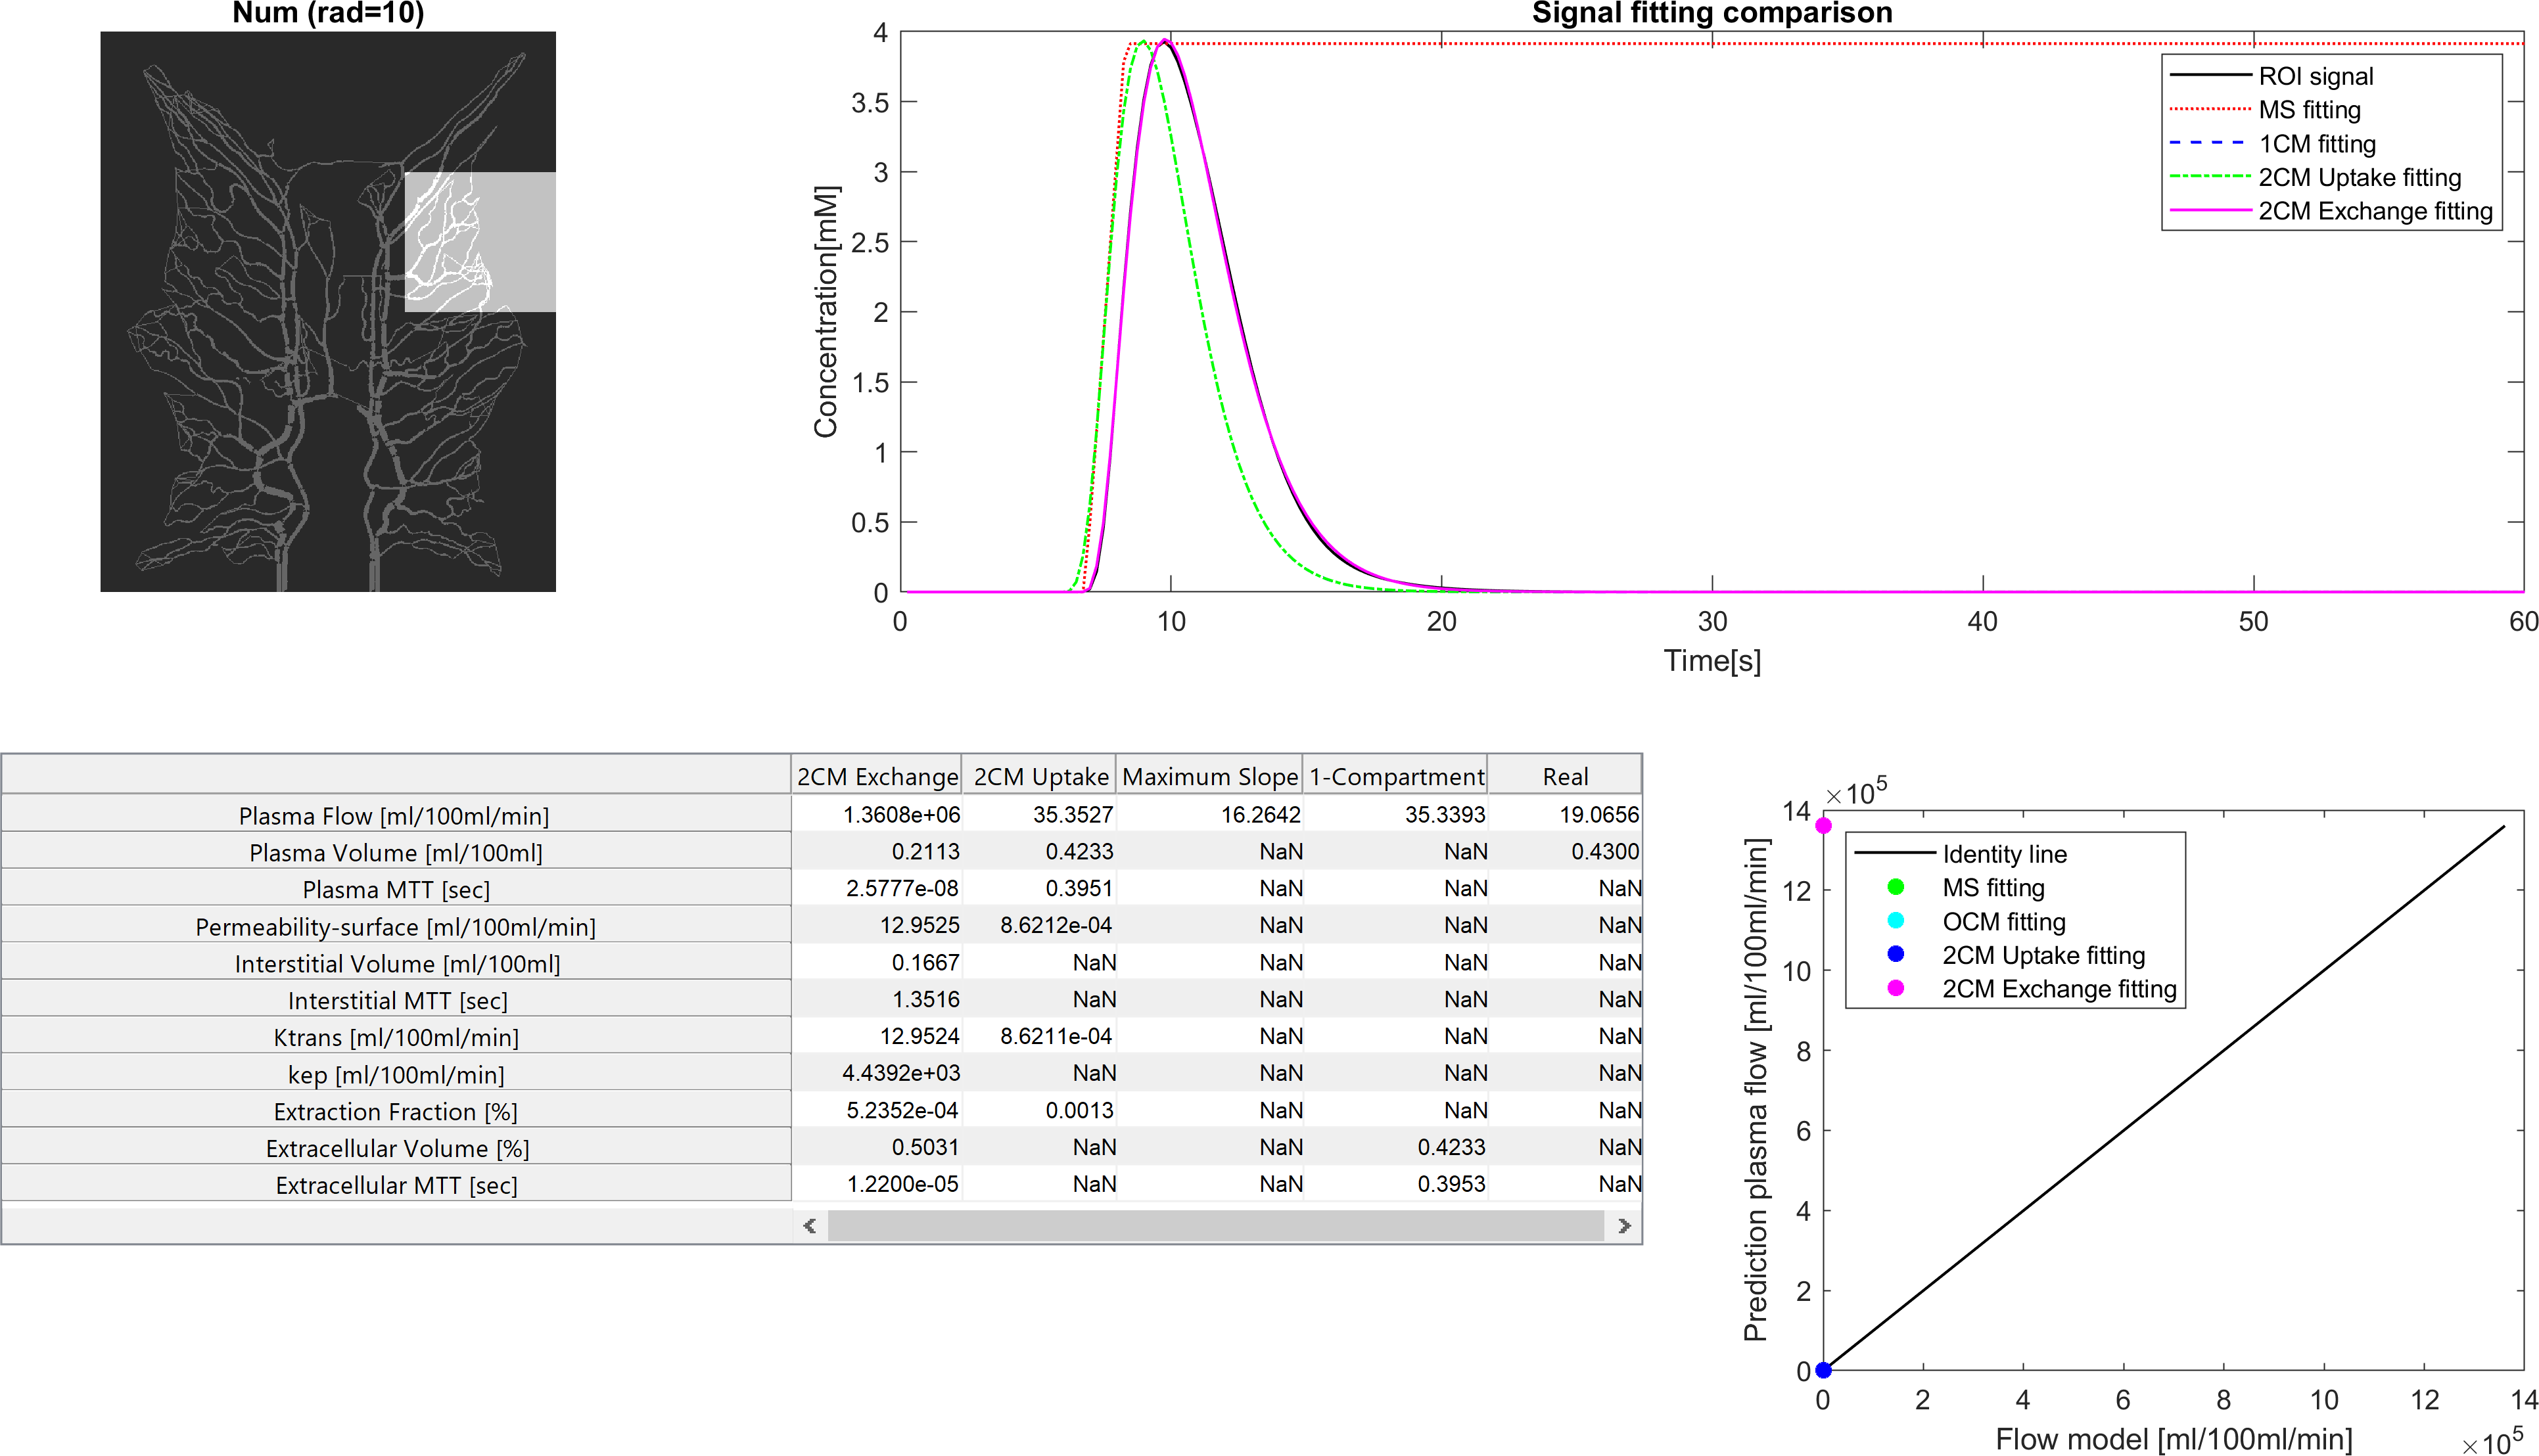 Num (rad=10)
Signal fitting comparison
4
3.5
3
2.5
2
1.5
1
0.5
0
Concentration[mM]
0 10 20 30 40 50 60
Time[s]
ROI signal
MS fitting
1CM fitting
2CM Uptake fitting
2CM Exchange fitting
2CM Exchange 2CM Uptake Maximum Slope 1-Compartment Real
Plasma Flow [ml/100ml/min] 1.3608e+06 35.3527 16.2642 35.3393 19.0656
Plasma Volume [ml/100ml] 0.2113 0.4233 NaN NaN 0.4300
Plasma MTT [sec] 2.5777e-08 0.3951 NaN NaN NaN
Permeability-surface [ml/100ml/min] 12.9525 8.6212e-04 NaN NaN NaN
Interstitial Volume [ml/100ml] 0.1667 NaN NaN NaN NaN
Interstitial MTT [sec] 1.3516 NaN NaN NaN NaN
Ktrans [ml/100ml/min] 12.9524 8.6211e-04 NaN NaN NaN
kep [ml/100ml/min] 4.4392e+03 NaN NaN NaN NaN
Extraction Fraction [%] 5.2352e-04 0.0013 NaN NaN NaN
Extracellular Volume [%] 0.5031 NaN NaN 0.4233 NaN
Extracellular MTT [sec] 1.2200e-05 NaN NaN 0.3953 NaN
×10⁵
14
12
10
8
6
4
2
0
Prediction plasma flow [ml/100ml/min]
Identity line
MS fitting
OCM fitting
2CM Uptake fitting
2CM Exchange fitting
0 2 4 6 8 10 12 14
Flow model [ml/100ml/min]
×10⁵